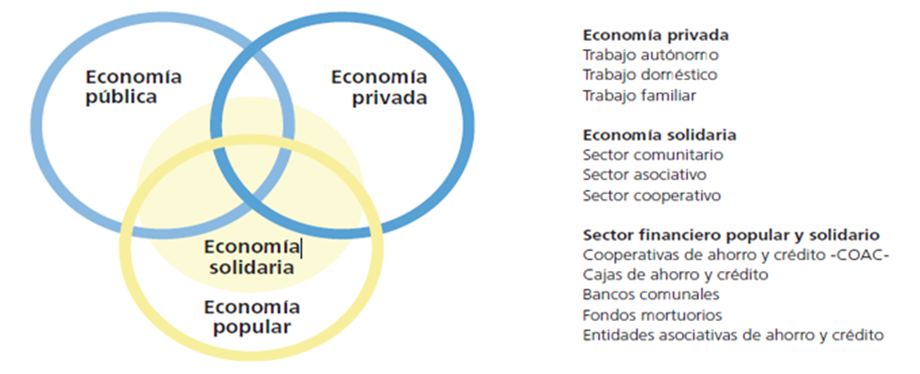 Economía
pública
Economía
privada
Economía
solidaria
Economía
popular
Economía privada
Trabajo autónomo
Trabajo doméstico
Trabajo familiar
Economía solidaria
Sector comunitario
Sector asociativo
Sector cooperativo
Sector financiero popular y solidario
Cooperativas de ahorro y crédito -COAC-
Cajas de ahorro y crédito
Bancos comunales
Fondos mortuorios
Entidades asociativas de ahorro y crédito